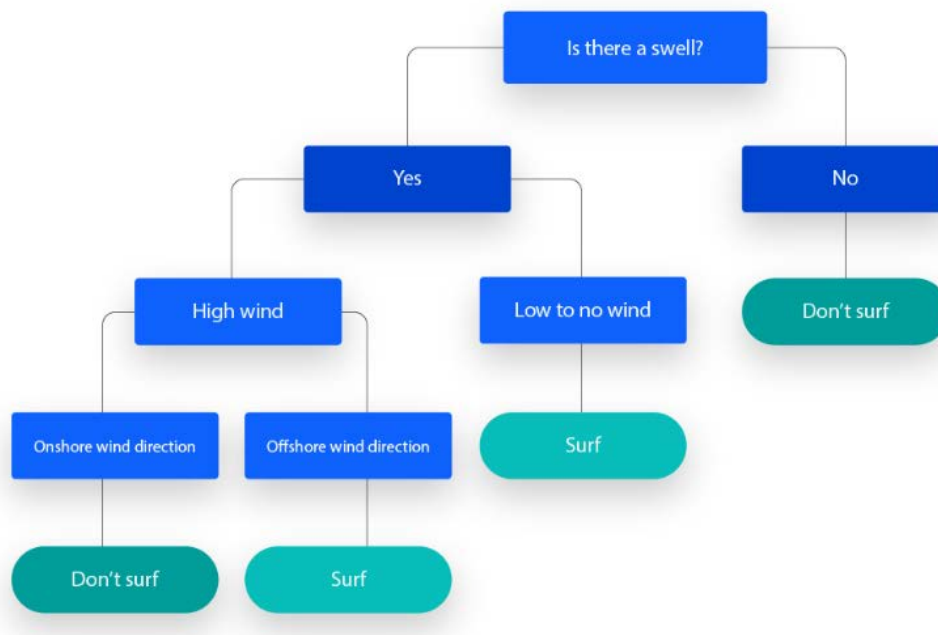 Is there a swell?
Yes
No
High wind
Low to no wind
Don’t surf
Onshore wind direction
Offshore wind direction
Surf
Don’t surf
Surf